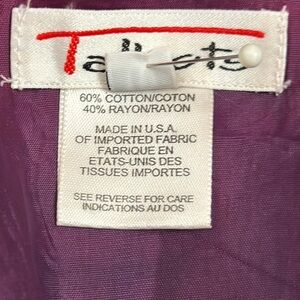 Talbots
60% COTTON/COTON
40% RAYON/RAYON
MADE IN U.S.A.
OF IMPORTED FABRIC
FABRIQUE EN
ETATS-UNIS DES
TISSUES IMPORTES
SEE REVERSE FOR CARE
INDICATIONS AU DOS